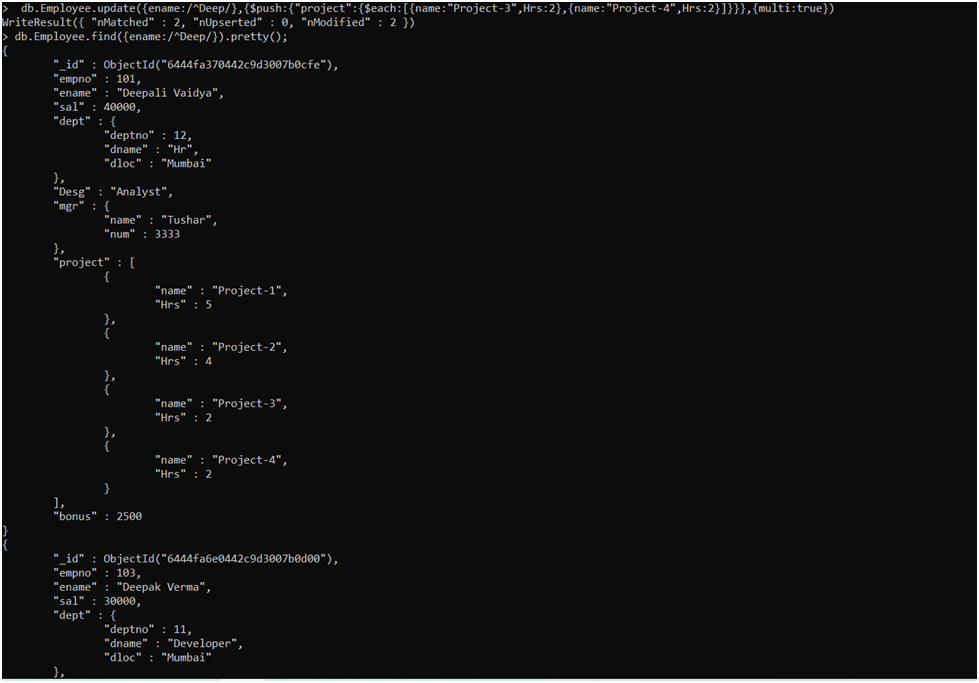 >  db.Employee.update({ename:/^Deep/},{$push:{"project":{$each:[{name:"Project-3",Hrs:2},{name:"Project-4",Hrs:2}]}}},{multi:true})
WriteResult({ "nMatched" : 2, "nUpserted" : 0, "nModified" : 2 })
> db.Employee.find({ename:/^Deep/}).pretty();
{
        "_id" : ObjectId("6444fa370442c9d3007b0cfe"),
        "empno" : 101,
        "ename" : "Deepali Vaidya",
        "sal" : 40000,
        "dept" : {
                "deptno" : 12,
                "dname" : "Hr",
                "dloc" : "Mumbai"
        },
        "Desg" : "Analyst",
        "mgr" : {
                "name" : "Tushar",
                "num" : 3333
        },
        "project" : [
                {
                        "name" : "Project-1",
                        "Hrs" : 5
                },
                {
                        "name" : "Project-2",
                        "Hrs" : 4
                },
                {
                        "name" : "Project-3",
                        "Hrs" : 2
                },
                {
                        "name" : "Project-4",
                        "Hrs" : 2
                }
        ],
        "bonus" : 2500
}
{
        "_id" : ObjectId("6444fa6e0442c9d3007b0d00"),
        "empno" : 103,
        "ename" : "Deepak Verma",
        "sal" : 30000,
        "dept" : {
                "deptno" : 11,
                "dname" : "Developer",
                "dloc" : "Mumbai"
        },